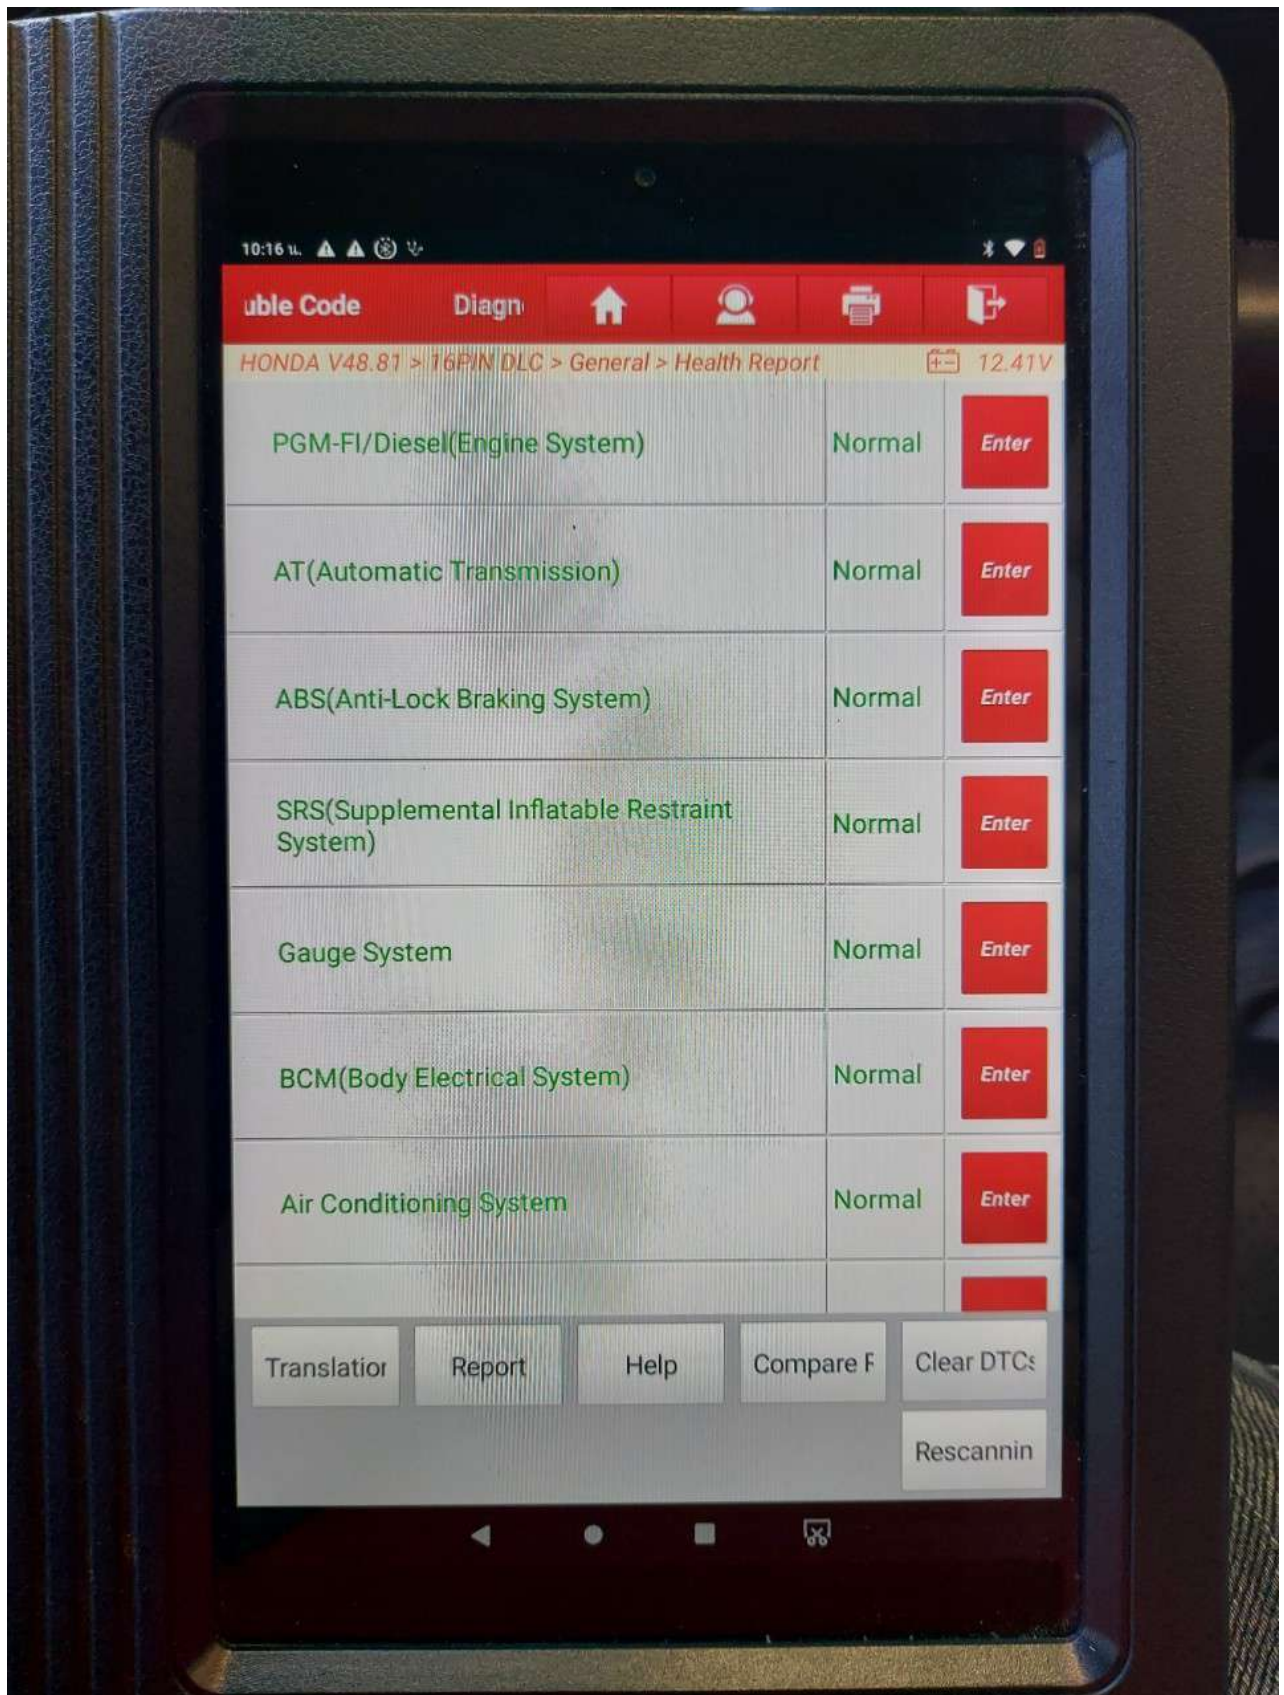 10:16 น.
uble Code Diagn
HONDA V48.81 > 16PIN DLC > General > Health Report 12.41V
PGM-FI/Diesel(Engine System) Normal Enter
AT(Automatic Transmission) Normal Enter
ABS(Anti-Lock Braking System) Normal Enter
SRS(Supplemental Inflatable Restraint
System) Normal Enter
Gauge System Normal Enter
BCM(Body Electrical System) Normal Enter
Air Conditioning System Normal Enter
Translation Report Help Compare F Clear DTCs
Rescannin